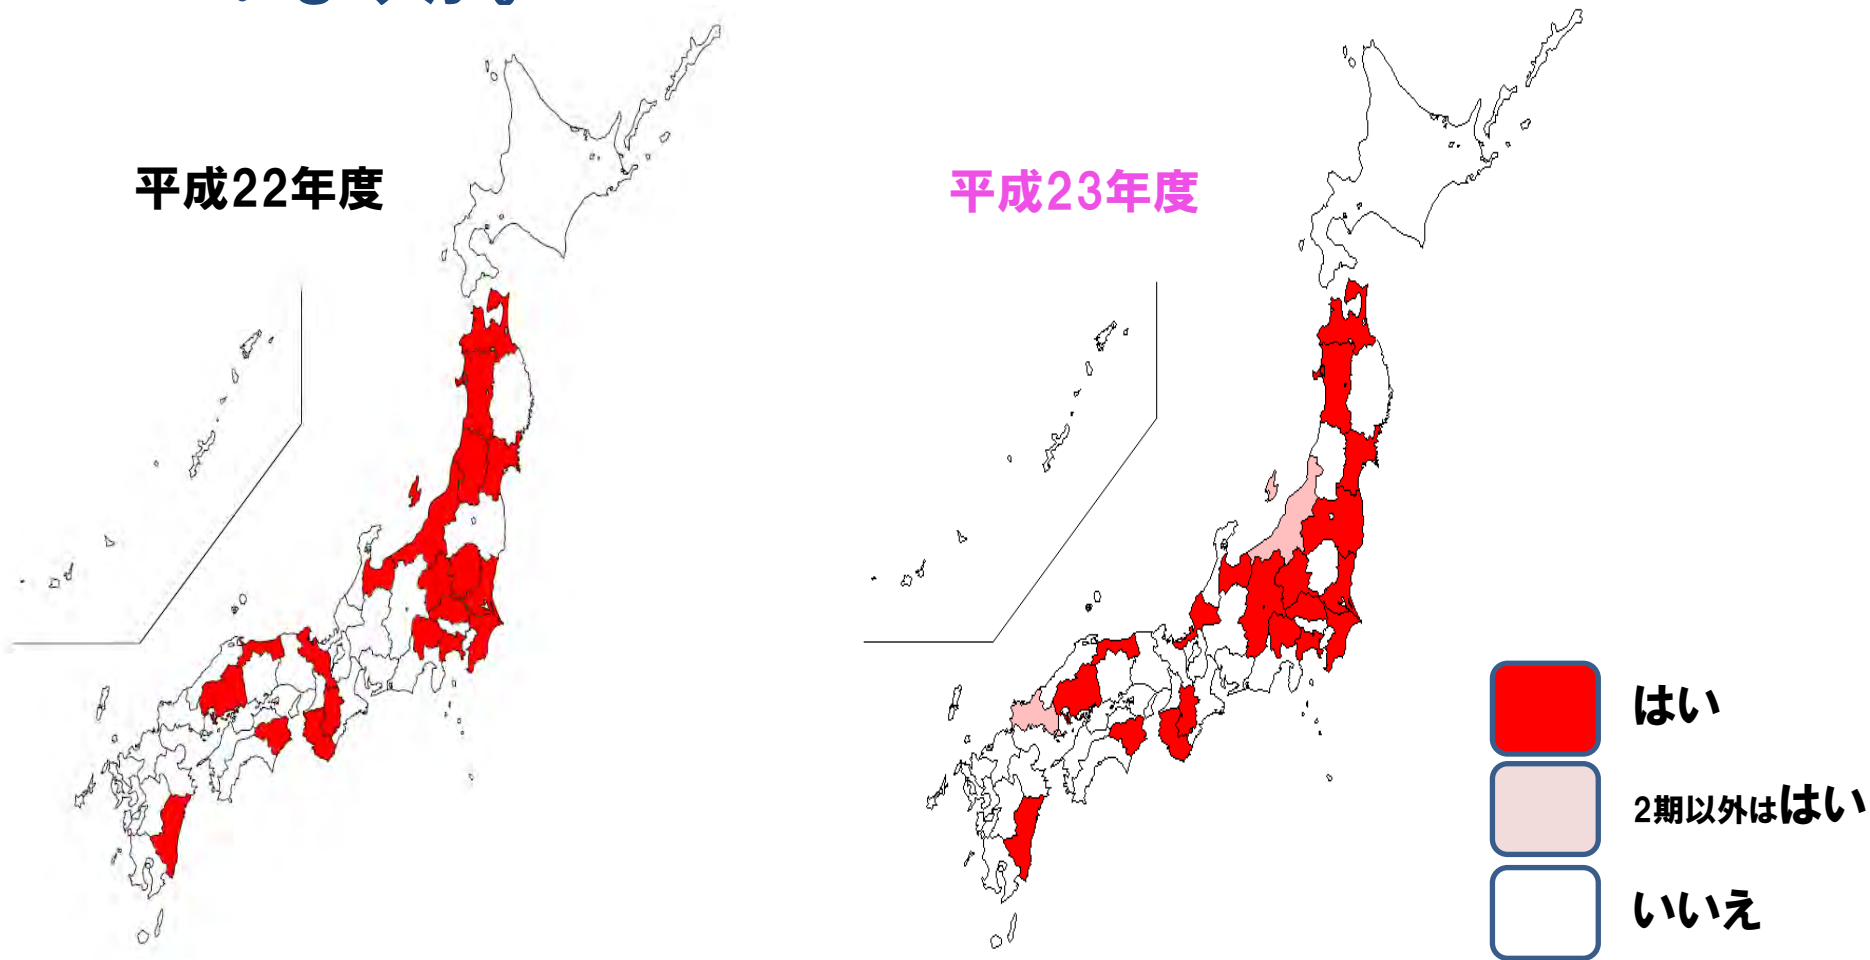 平成22年度
平成23年度
はい
2期以外ははい
いいえ